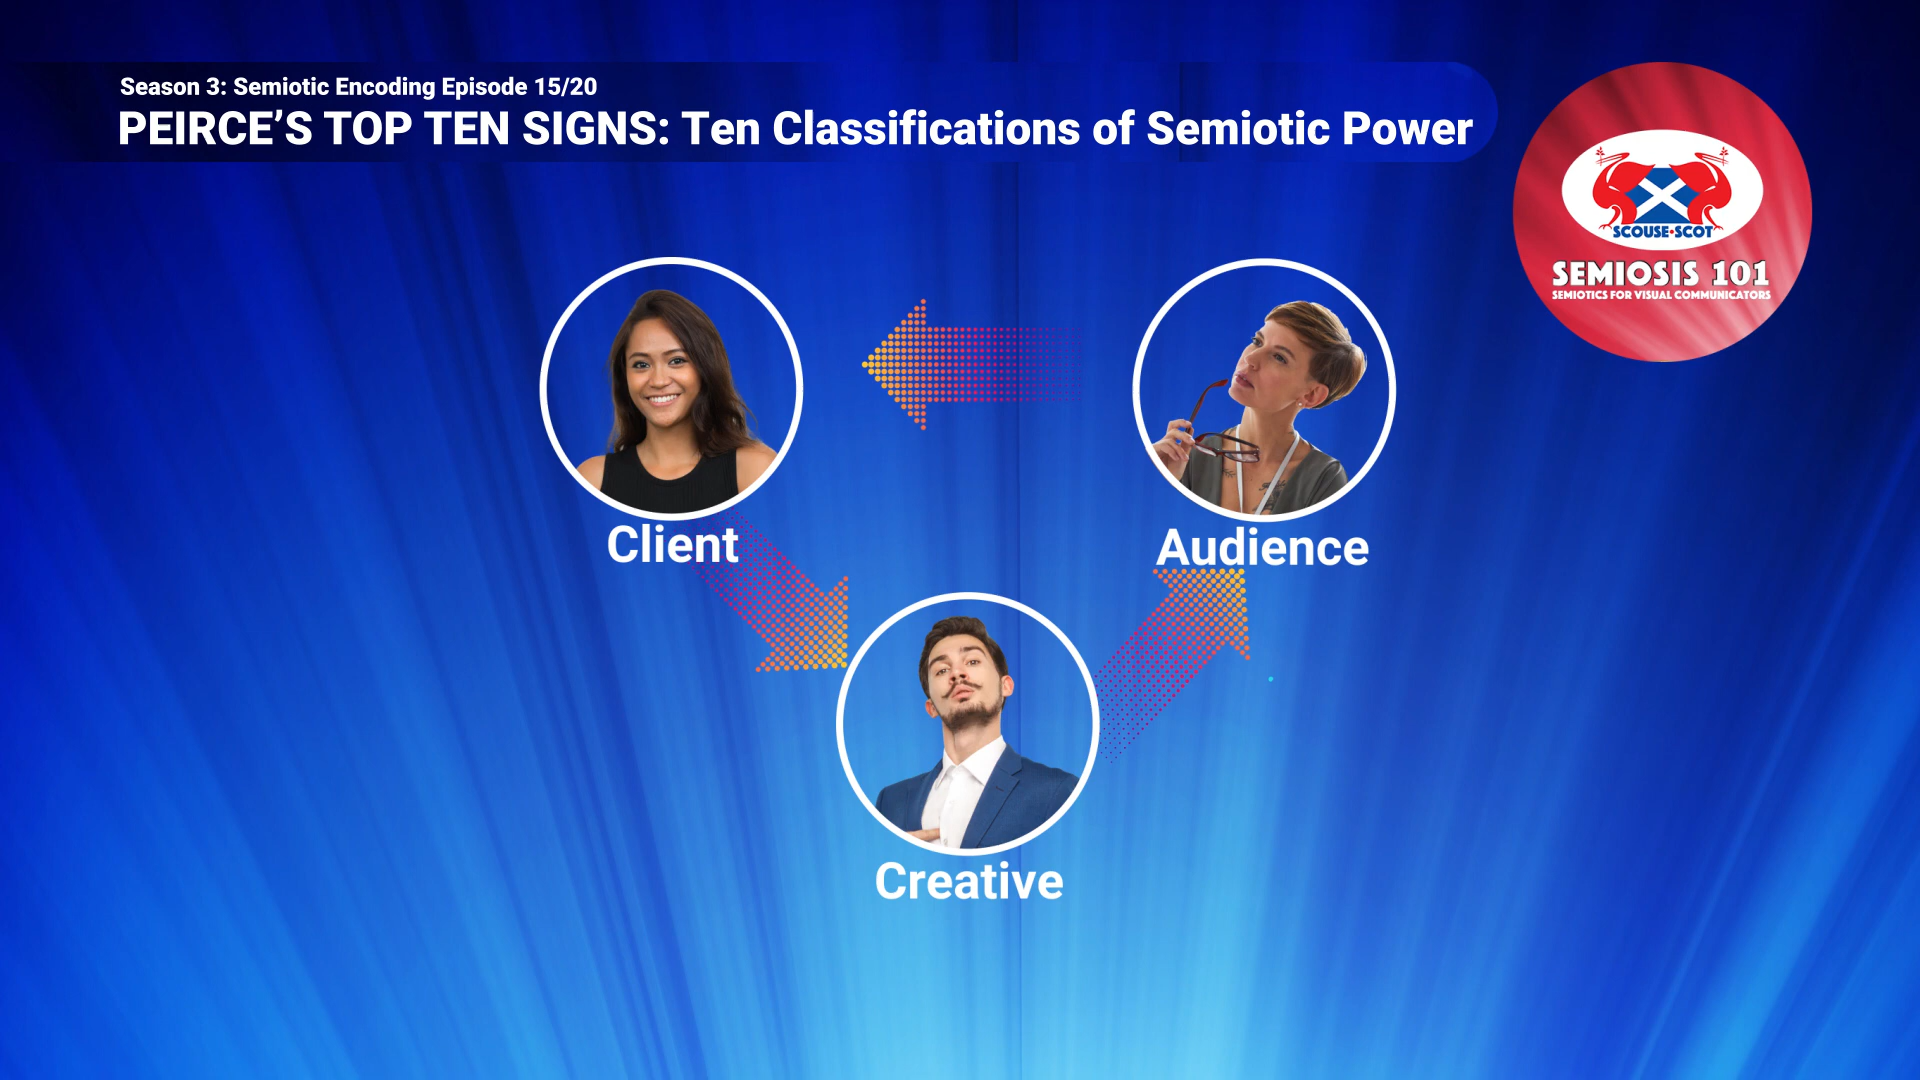 Season 3: Semiotic Encoding Episode 15/20
PEIRCE’S TOP TEN SIGNS: Ten Classifications of Semiotic Power
SCOUSE•SCOT
SEMIOSIS 101
SEMIOTICS FOR VISUAL COMMUNICATORS
Client
Audience
Creative